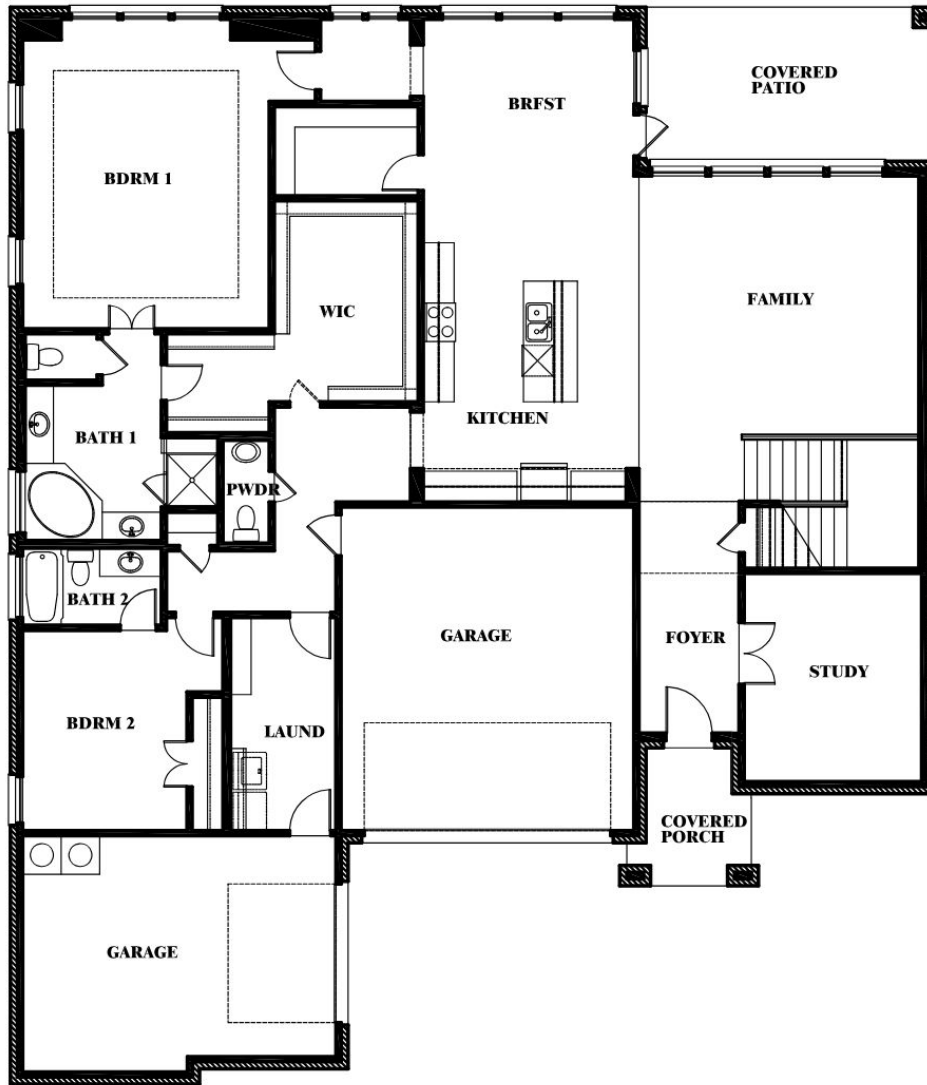 COVERED
PATIO
BRFST
BDRM 1
FAMILY
WIC
KITCHEN
BATH 1
PWDR
BATH 2
GARAGE
FOYER
STUDY
BDRM 2
LAUND
COVERED
PORCH
GARAGE